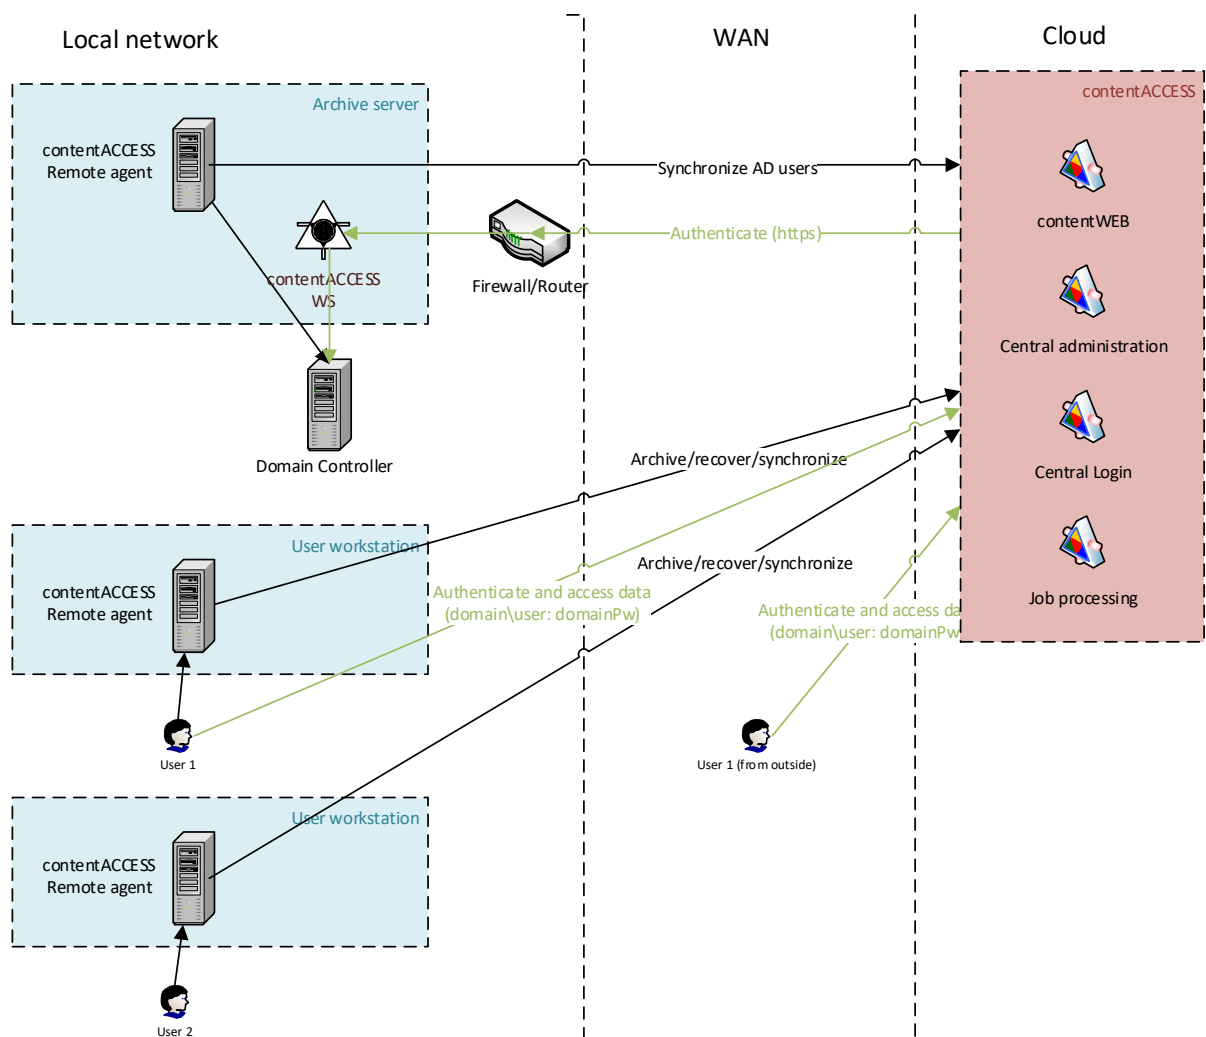 Local network
WAN
Cloud
Archive server
contentACCESS
contentACCESS
Remote agent
Synchronize AD users
contentWEB
Authenticate (https)
contentACCESS
WS
Firewall/Router
Central administration
Domain Controller
Archive/recover/synchronize
Central Login
User workstation
contentACCESS
Remote agent
Archive/recover/synchronize
Authenticate and access data
(domain\user: domainPw)
Authenticate and access da
(domain\user: domainPw
Job processing
User 1
User 1 (from outside)
User workstation
contentACCESS
Remote agent
User 2